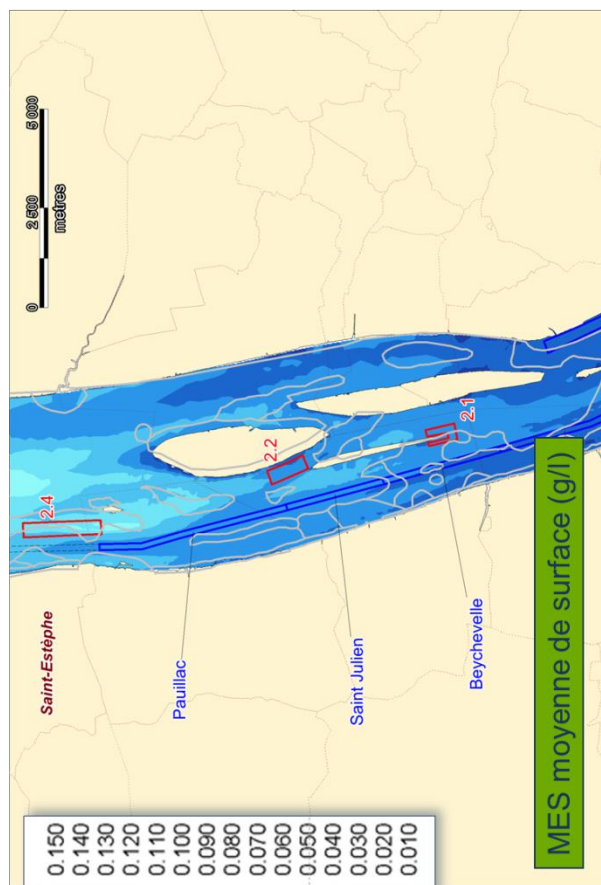 0 2 500 5 000
metres
2.4
Saint-Estèphe
2.2
2.1
Pauillac
Saint Julien
Beychevelle
MES moyenne de surface (g/l)
0.150
0.140
0.130
0.120
0.110
0.100
0.090
0.080
0.070
0.060
0.050
0.040
0.030
0.020
0.010